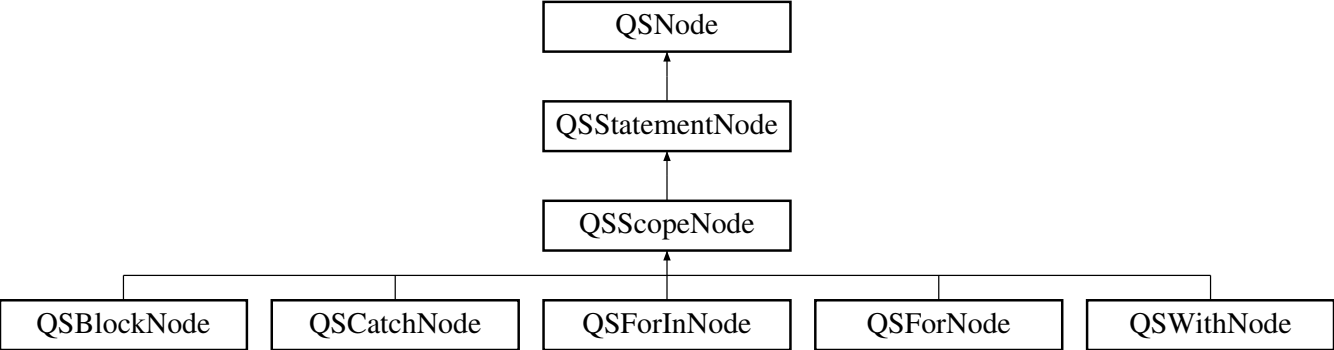 QSNode
QSStatementNode
QSScopeNode
QSBlockNode QSCatchNode QSForInNode QSForNode QSWithNode